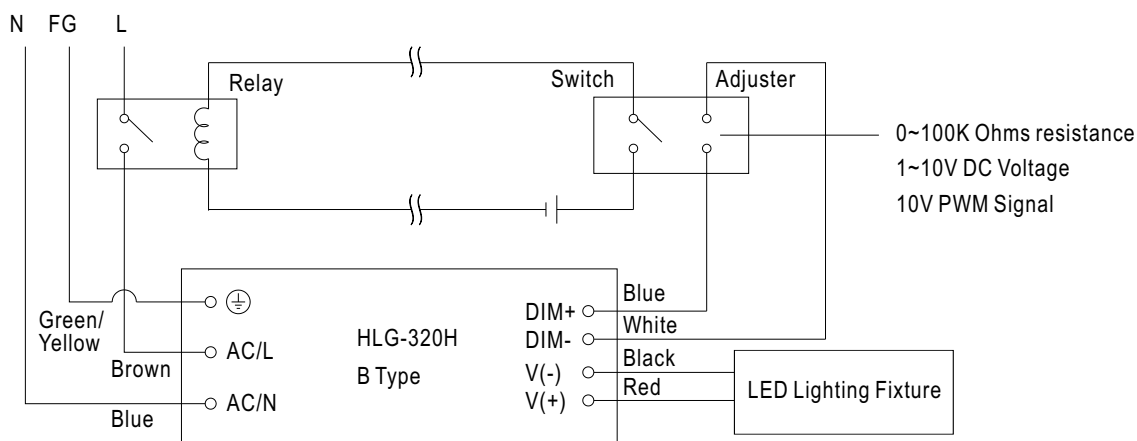 N FG L
Relay
Switch
Adjuster
0~100K Ohms resistance
1~10V DC Voltage
10V PWM Signal
Green/
Yellow
Brown
Blue
AC/L
AC/N
HLG-320H
B Type
DIM+
DIM-
V(-)
V(+)
Blue
White
Black
Red
LED Lighting Fixture